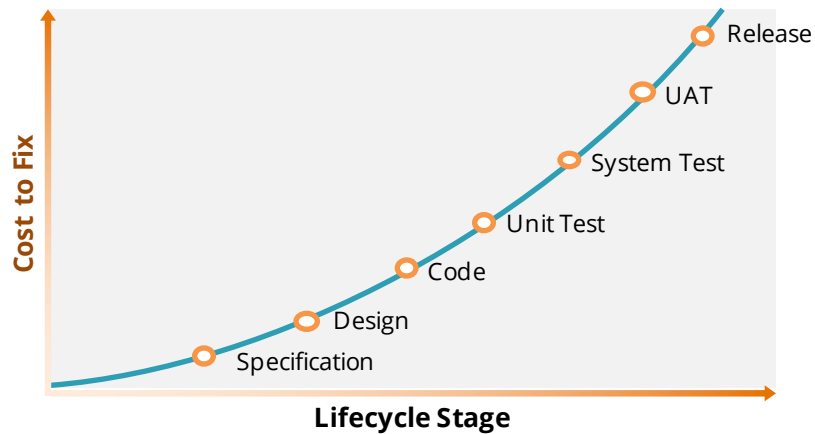 Release
UAT
System Test
Unit Test
Code
Design
Specification
Cost to Fix
Lifecycle Stage